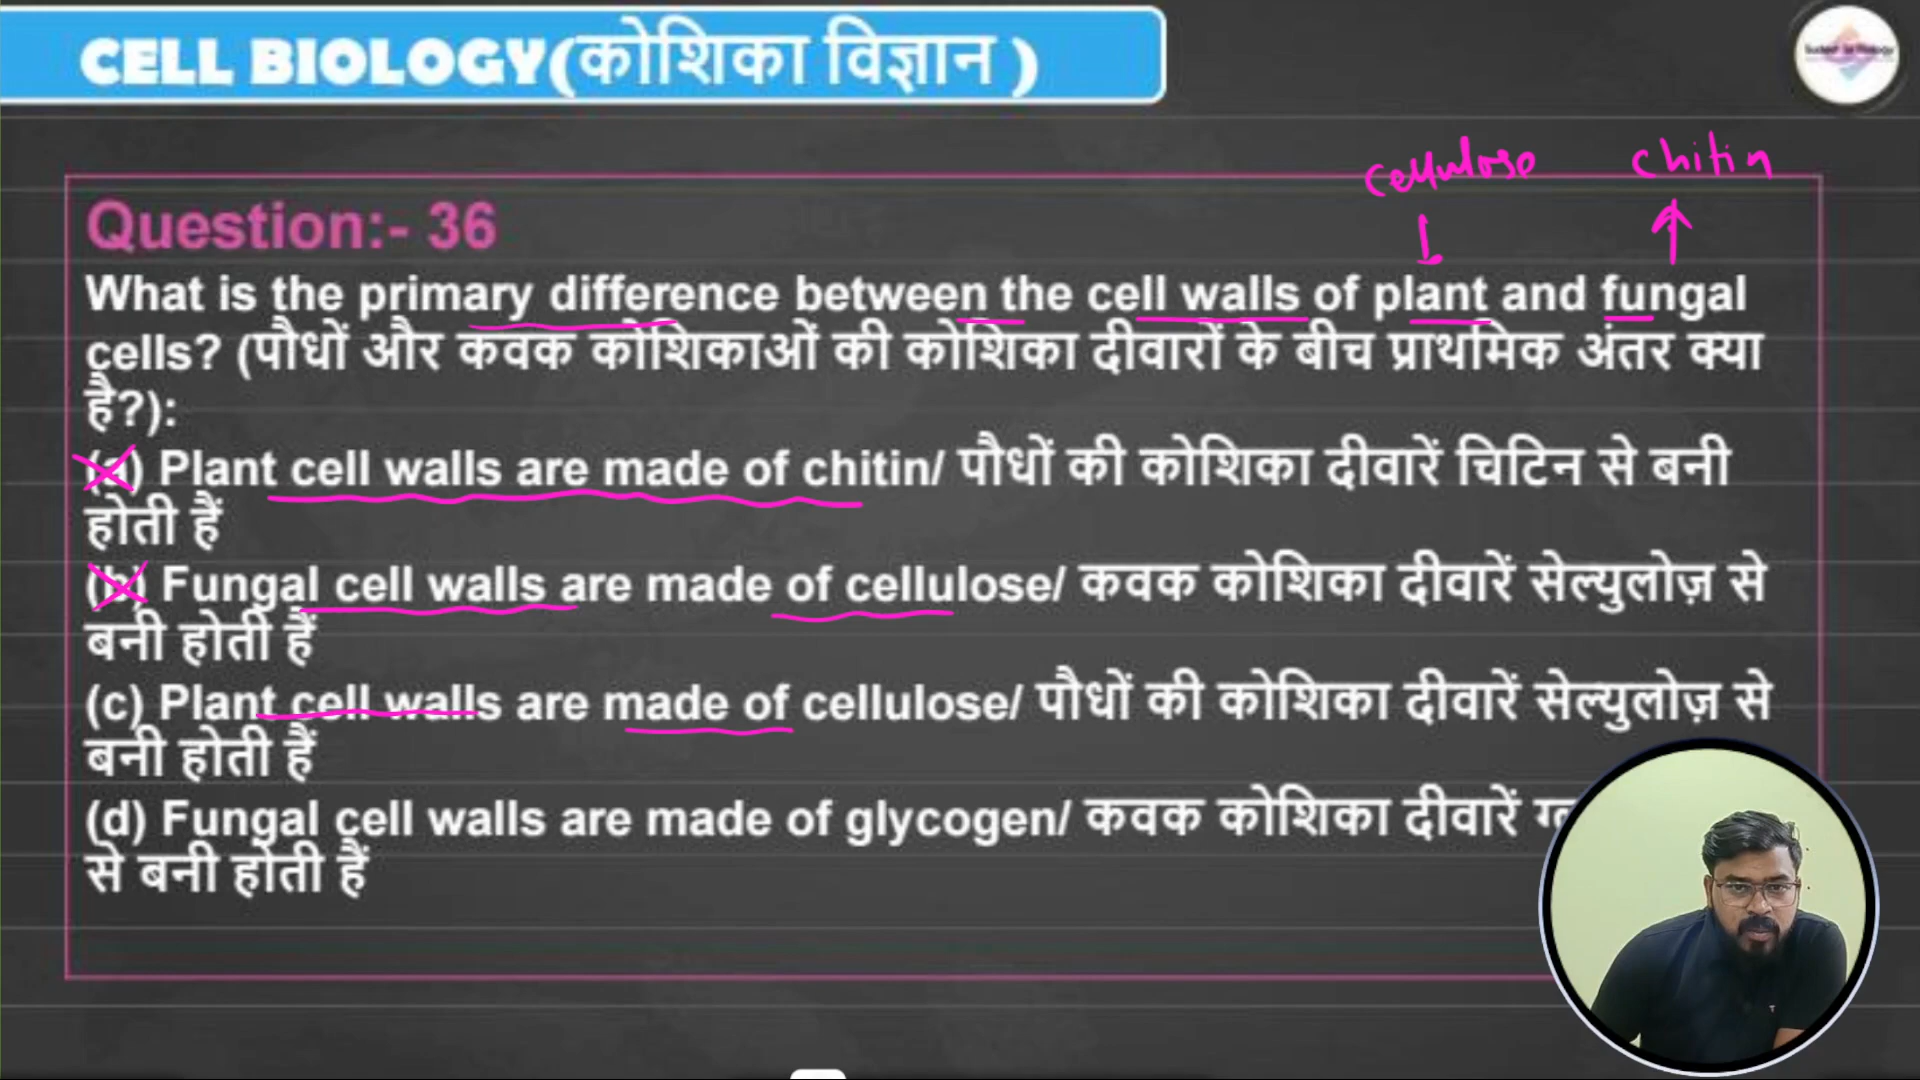 CELL BIOLOGY(कोशिका विज्ञान )
cellulose chitin
Question:- 36
What is the primary difference between the cell walls of plant and fungal
cells? (पौधों और कवक कोशिकाओं की कोशिका दीवारों के बीच प्राथमिक अंतर क्या
है?):
(a) Plant cell walls are made of chitin/ पौधों की कोशिका दीवारें चिटिन से बनी
होती हैं
(b) Fungal cell walls are made of cellulose/ कवक कोशिका दीवारें सेल्युलोज़ से
बनी होती हैं
(c) Plant cell walls are made of cellulose/ पौधों की कोशिका दीवारें सेल्युलोज़ से
बनी होती हैं
(d) Fungal cell walls are made of glycogen/ कवक कोशिका दीवारें
से बनी होती हैं